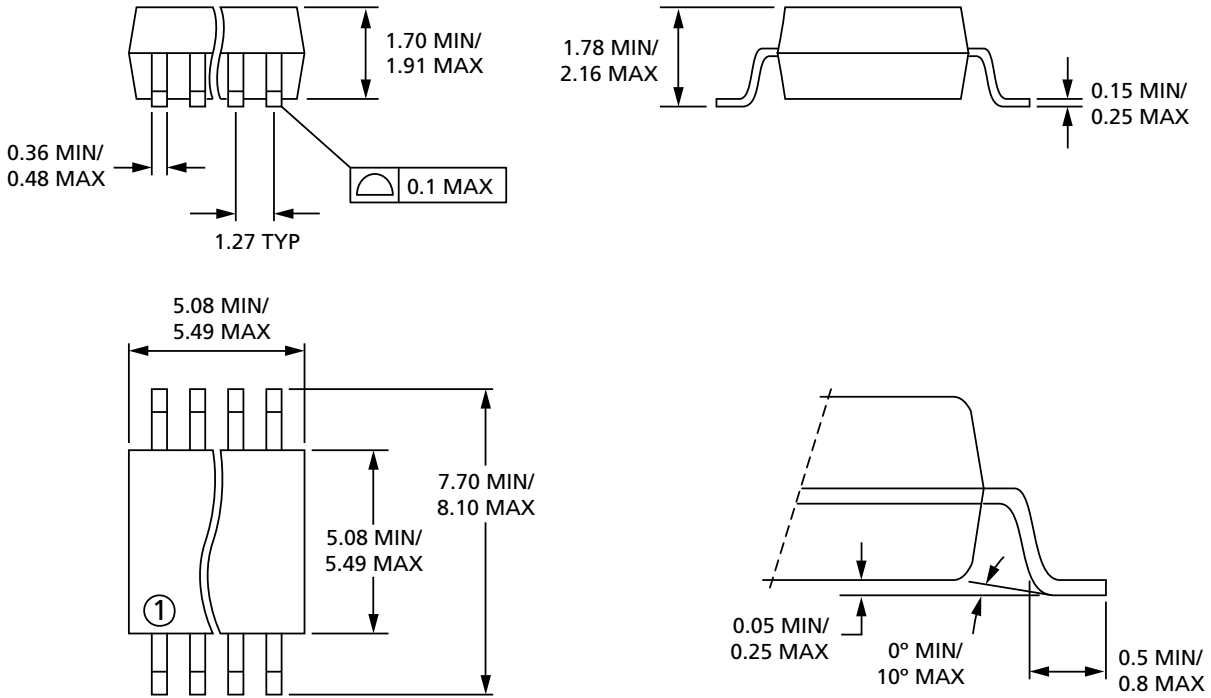 1.70 MIN/
1.91 MAX
1.78 MIN/
2.16 MAX
0.15 MIN/
0.25 MAX
0.36 MIN/
0.48 MAX
0.1 MAX
1.27 TYP
5.08 MIN/
5.49 MAX
7.70 MIN/
8.10 MAX
5.08 MIN/
5.49 MAX
1
0.05 MIN/
0.25 MAX
0º MIN/
10º MAX
0.5 MIN/
0.8 MAX